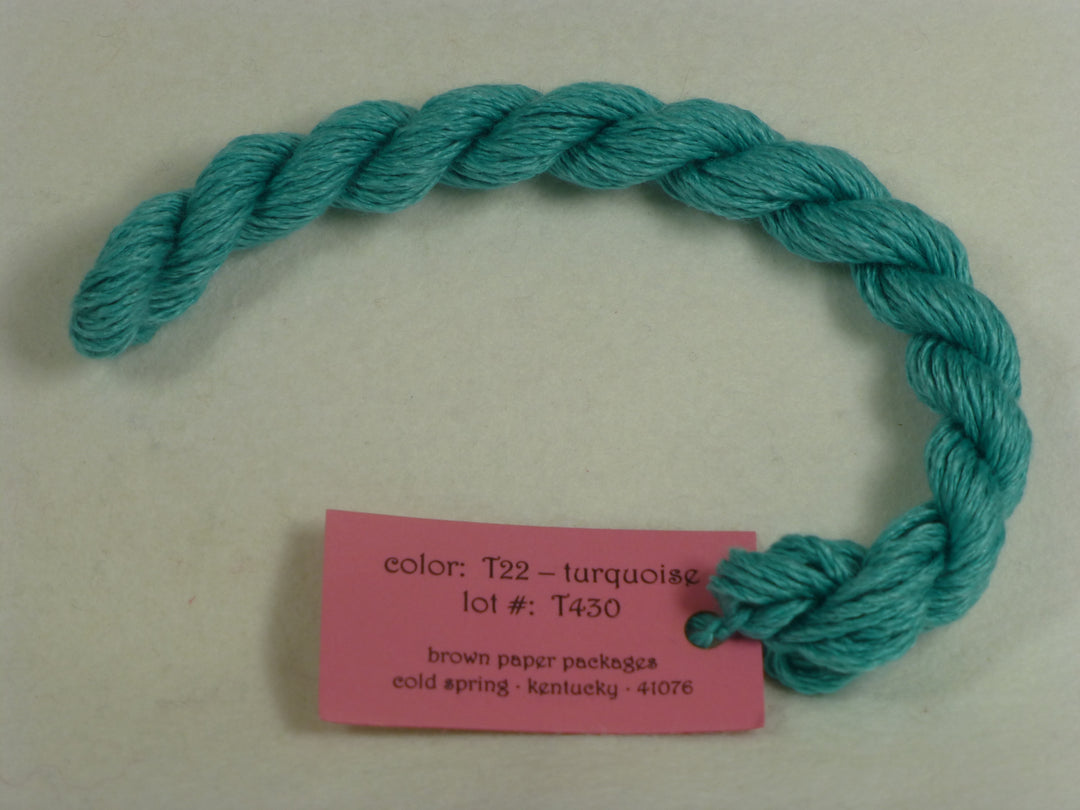 color: T22 – turquoise
lot #: T430
brown paper packages
cold spring · kentucky · 41076